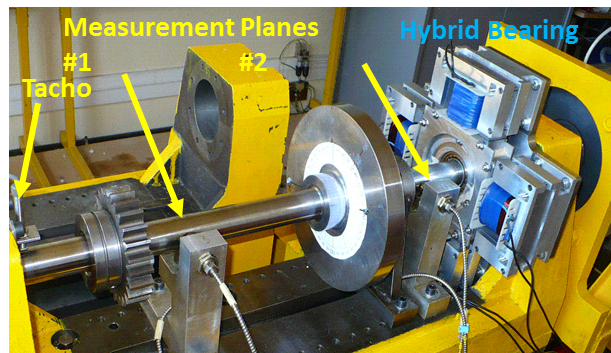 Measurement Planes
Hybrid Bearing
#1
#2
Tacho